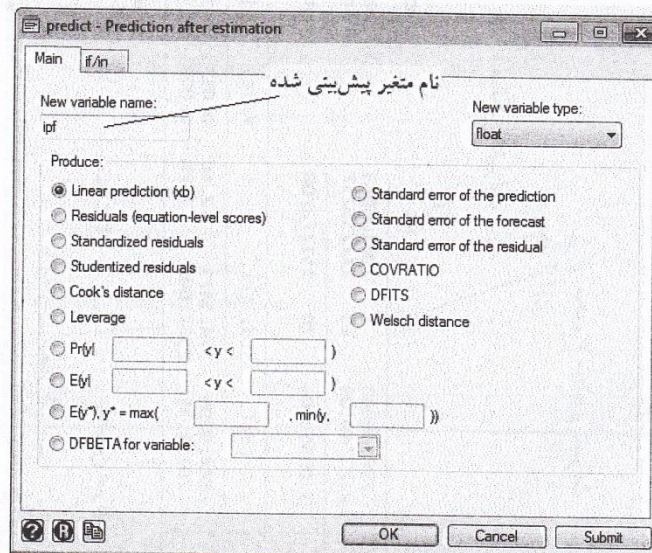 predict - Prediction after estimation
Main if/in
نام متغیر پیش‌بینی شده
New variable name:
New variable type:
ipf
float
Produce:
Linear prediction (xb)
Standard error of the prediction
Residuals (equation-level scores)
Standard error of the forecast
Standardized residuals
Standard error of the residual
Studentized residuals
COVRATIO
Cook's distance
DFITS
Leverage
Welsch distance
Pr(y| < y < )
E(y| < y < )
E(y*), y* = max( , min(y, ))
DFBETA for variable:
? R OK Cancel Submit